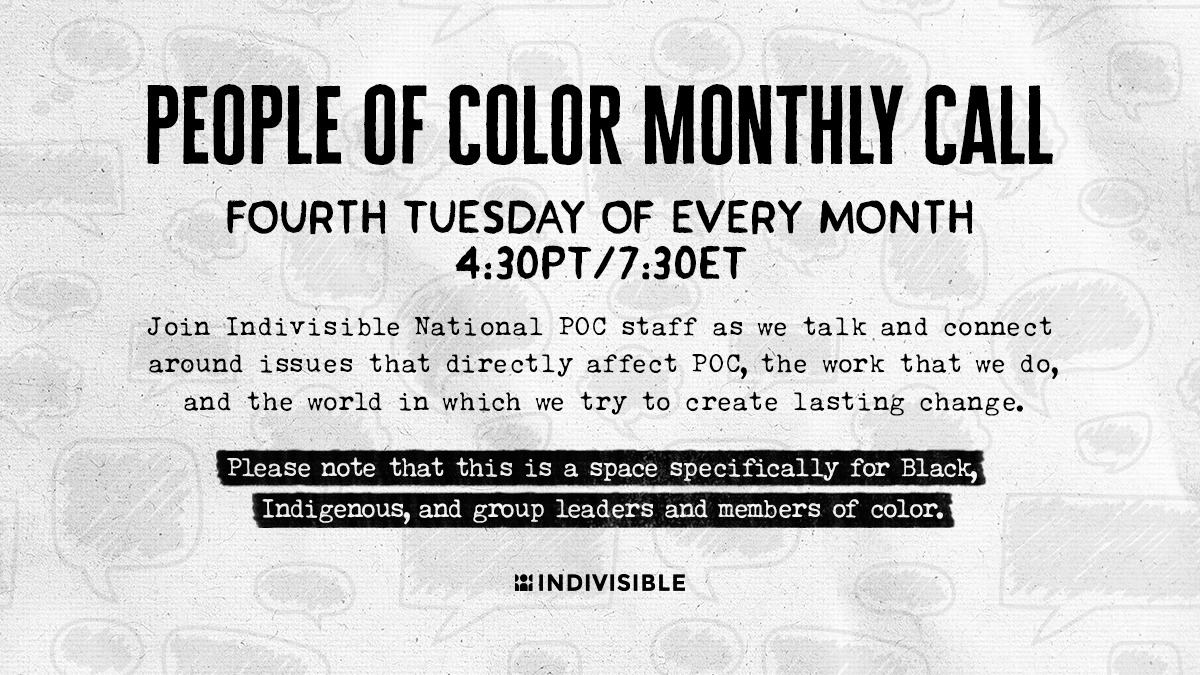 PEOPLE OF COLOR MONTHLY CALL
FOURTH TUESDAY OF EVERY MONTH
4:30PT/7:30ET
Join Indivisible National POC staff as we talk and connect
around issues that directly affect POC, the work that we do,
and the world in which we try to create lasting change.
Please note that this is a space specifically for Black,
Indigenous, and group leaders and members of color.
INDIVISIBLE